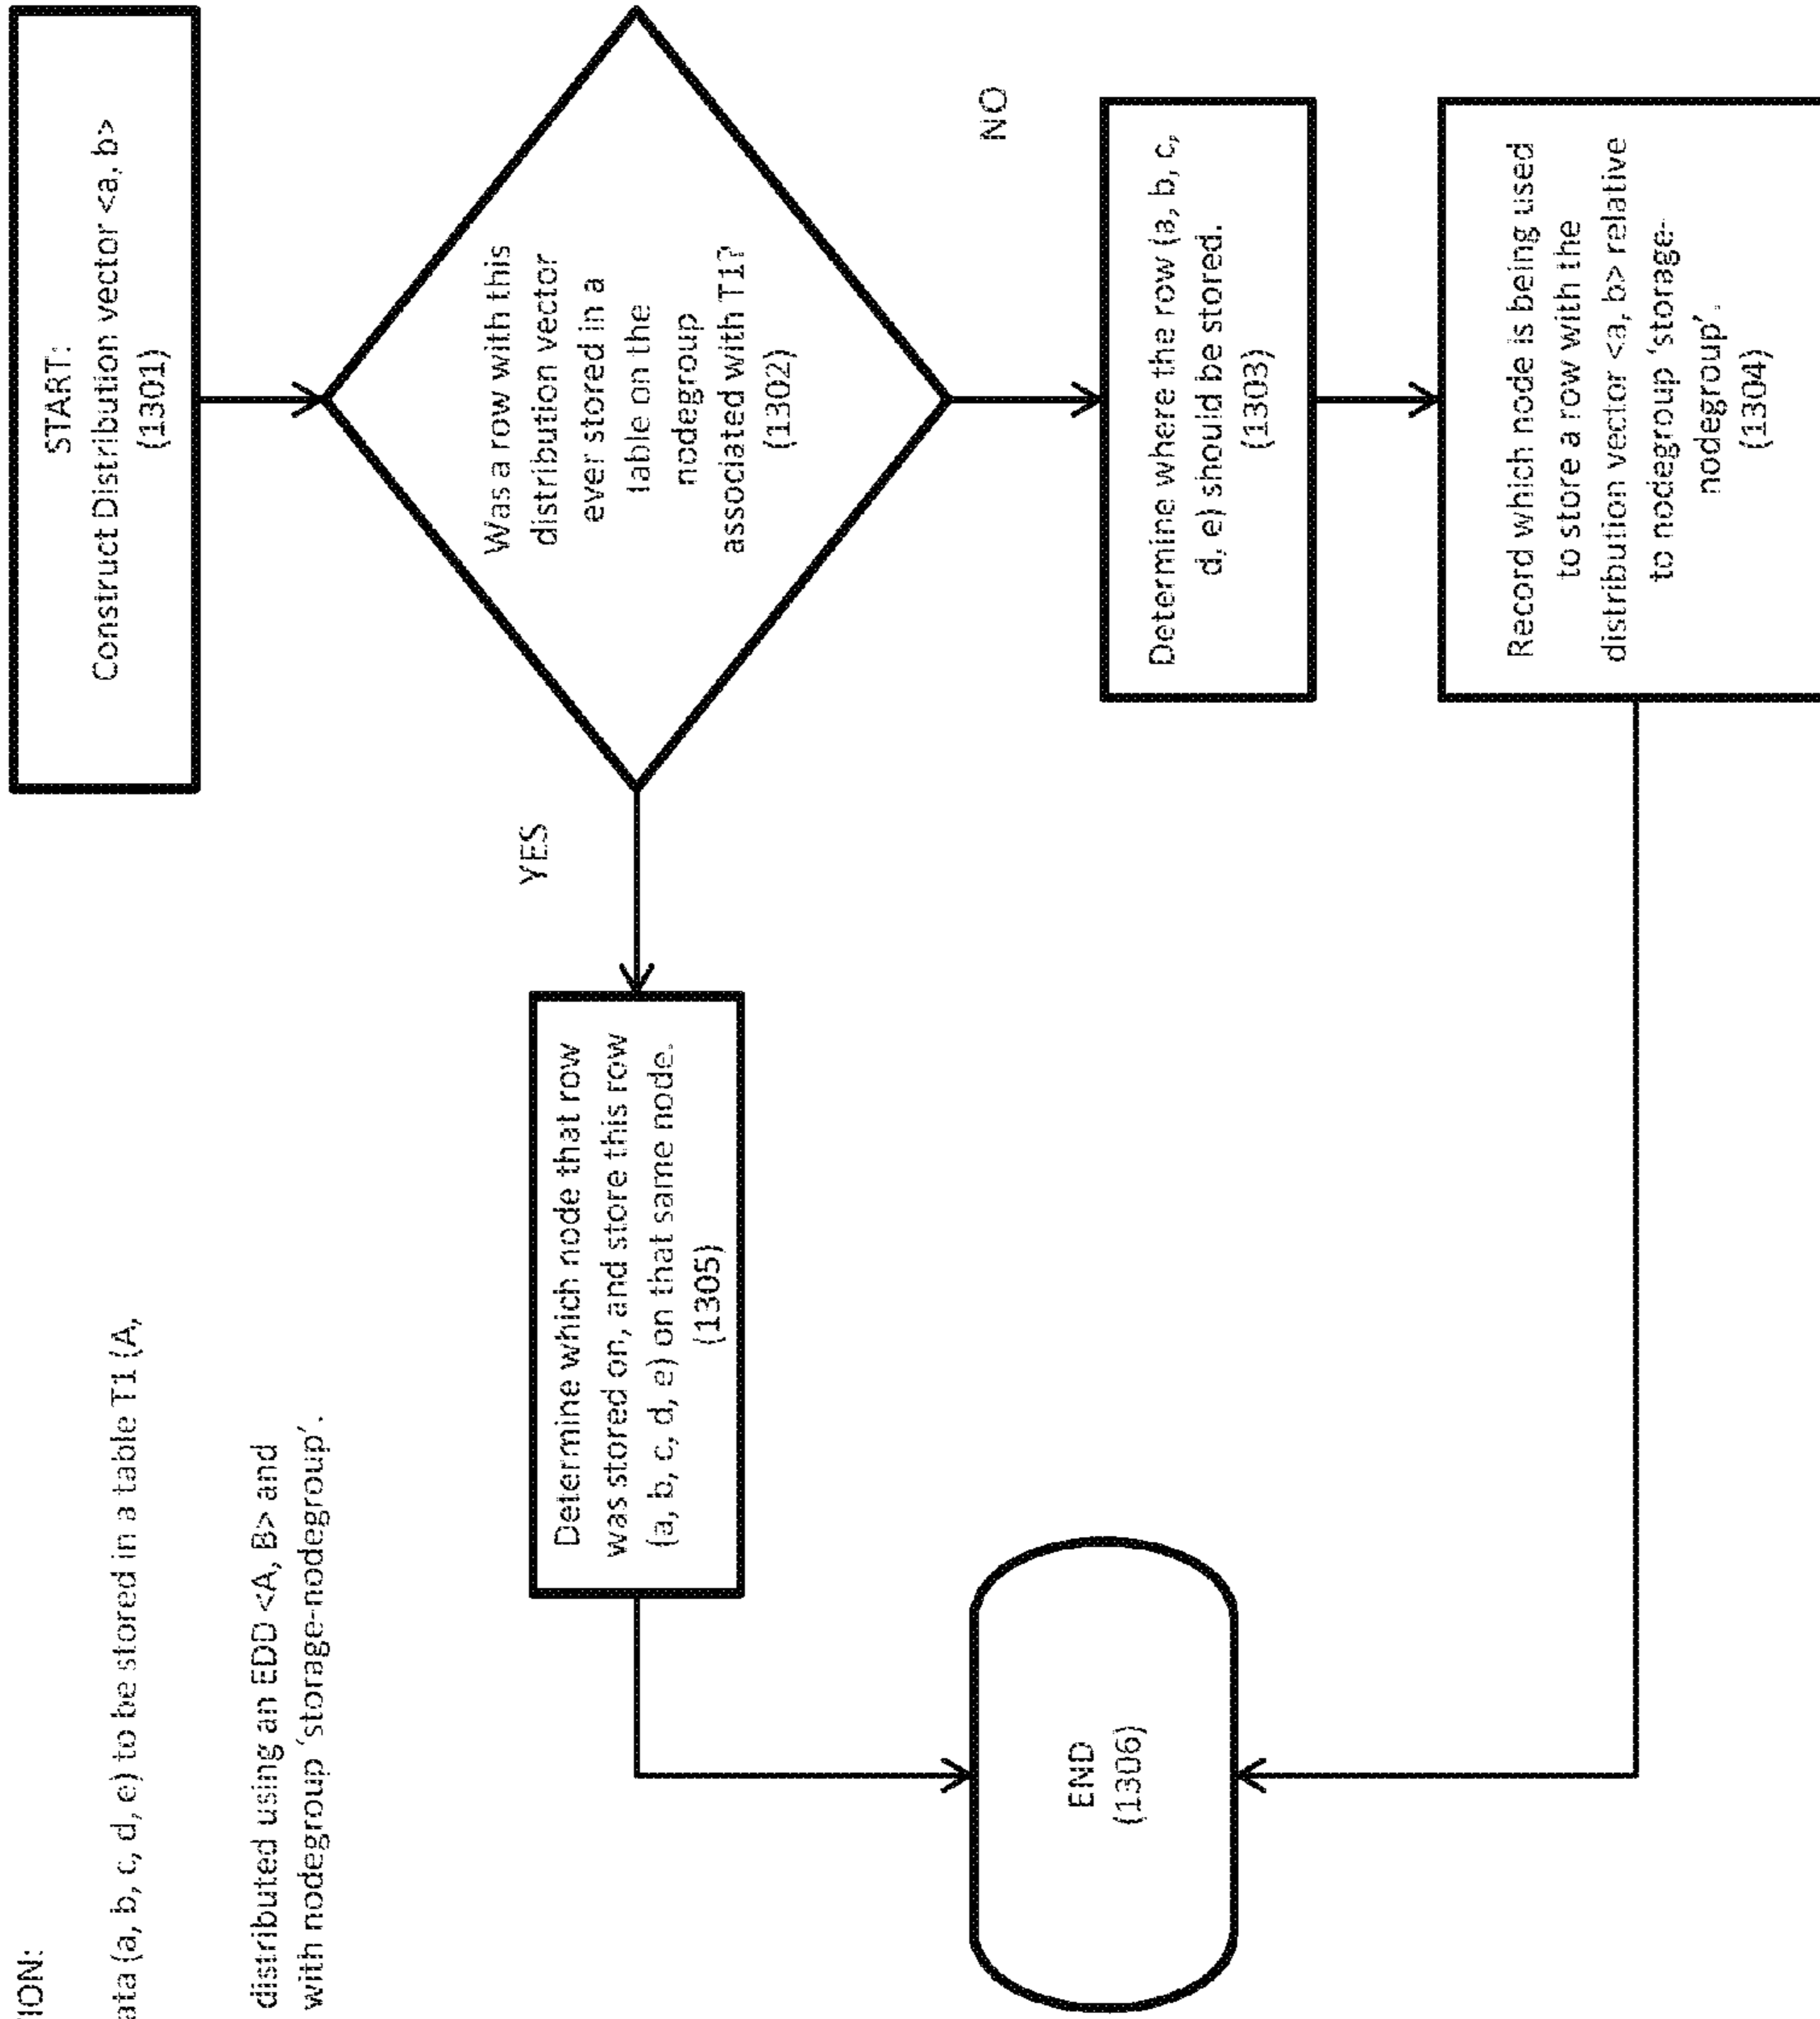 TION:
ata (a, b, c, d, e) to be stored in a table T1 (A,
distributed using an EDD <A, B> and
with nodegroup 'storage-nodegroup'.
START:
Construct Distribution vector <a, b>
(1301)
Was a row with this
distribution vector
ever stored in a
table on the
nodegroup
associated with T1?
(1302)
YES
NO
Determine which node that row
was stored on, and store this row
(a, b, c, d, e) on that same node.
(1305)
Determine where the row (a, b, c,
d, e) should be stored.
(1303)
Record which node is being used
to store a row with the
distribution vector <a, b> relative
to nodegroup 'storage-
nodegroup'.
(1304)
END
(1306)